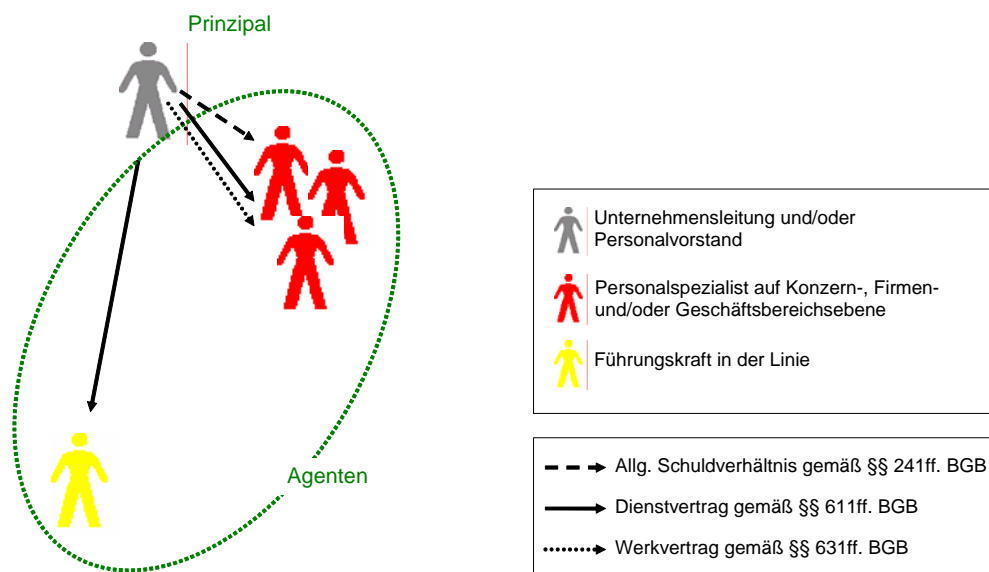 Prinzipal
Agenten
Unternehmensleitung und/oder
Personalvorstand
Personalspezialist auf Konzern-, Firmen-
und/oder Geschäftsbereichsebene
Führungskraft in der Linie
Allg. Schuldverhältnis gemäß §§ 241ff. BGB
Dienstvertrag gemäß §§ 611ff. BGB
Werkvertrag gemäß §§ 631ff. BGB